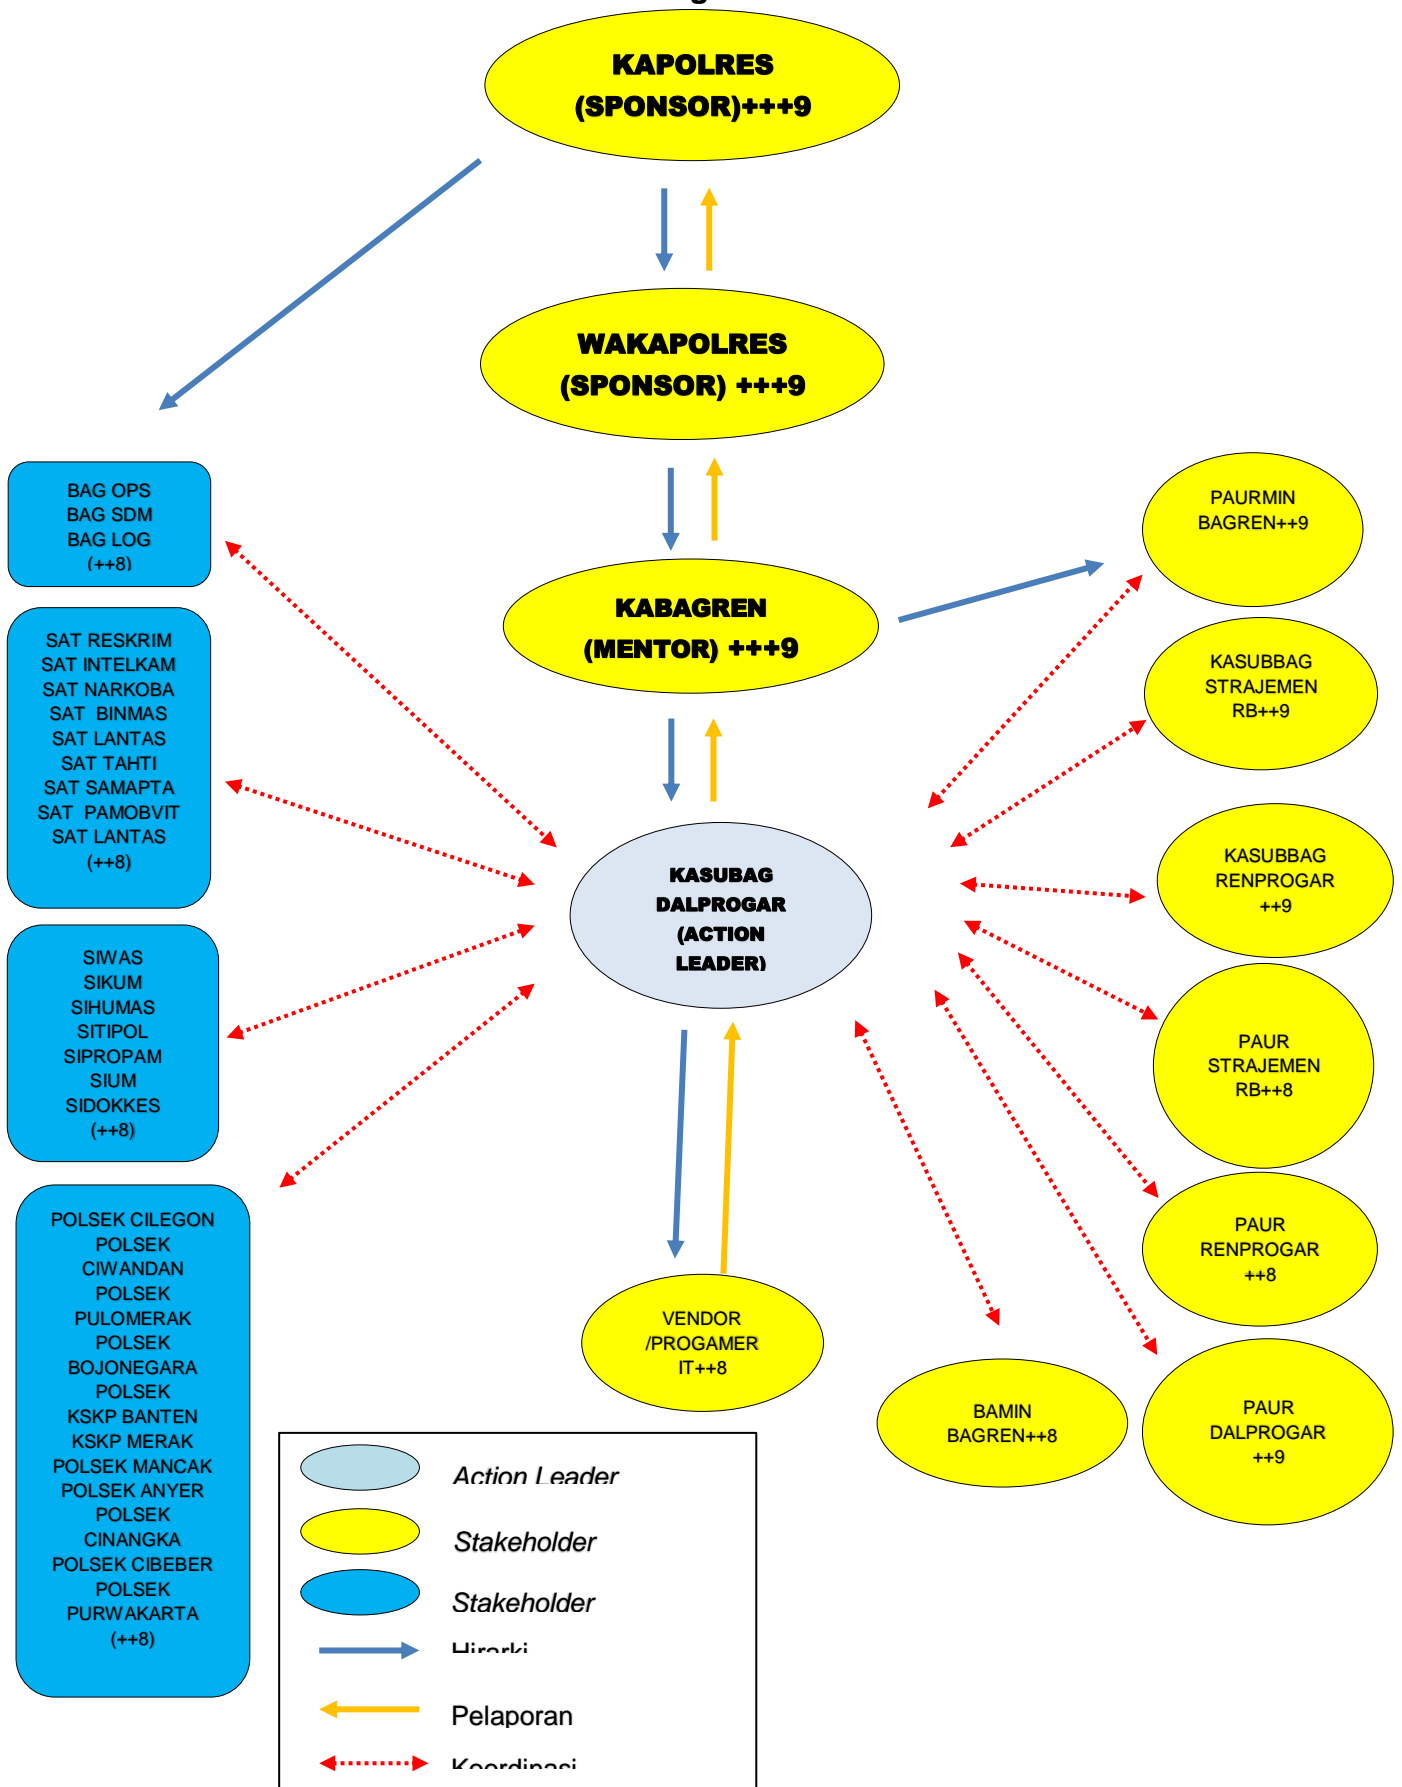 KAPOLRES
(SPONSOR)+++9
WAKAPOLRES
(SPONSOR) +++9
KABAGREN
(MENTOR) +++9
KASUBAG
DALPROGAR
(ACTION
LEADER)
VENDOR
/PROGAMER
IT++8
BAG OPS
BAG SDM
BAG LOG
(++8)
SAT RESKRIM
SAT INTELKAM
SAT NARKOBA
SAT BINMAS
SAT LANTAS
SAT TAHTI
SAT SAMAPTA
SAT PAMOBVIT
SAT LANTAS
(++8)
SIWAS
SIKUM
SIHUMAS
SITIPOL
SIPROPAM
SIUM
SIDOKKES
(++8)
POLSEK CILEGON
POLSEK
CIWANDAN
POLSEK
PULOMERAK
POLSEK
BOJONEGARA
POLSEK
KSKP BANTEN
KSKP MERAK
POLSEK MANCAK
POLSEK ANYER
POLSEK
CINANGKA
POLSEK CIBEBER
POLSEK
PURWAKARTA
(++8)
PAURMIN
BAGREN++9
KASUBBAG
STRAJEMEN
RB++9
KASUBBAG
RENPROGAR
++9
PAUR
STRAJEMEN
RB++8
PAUR
RENPROGAR
++8
PAUR
DALPROGAR
++9
BAMIN
BAGREN++8
Action Leader
Stakeholder
Stakeholder
Hirarki
Pelaporan
Koordinasi